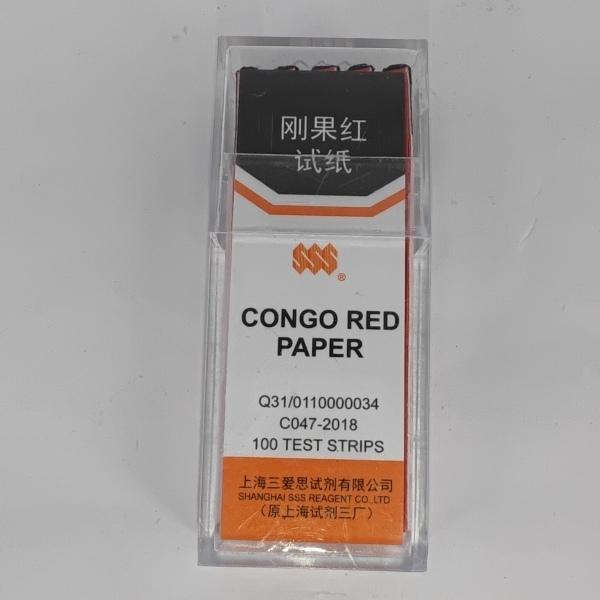 刚果红
试纸
SSS
®
CONGO RED
PAPER
Q31/0110000034
C047-2018
100 TEST STRIPS
上海三爱思试剂有限公司
SHANGHAI SSS REAGENT CO.,LTD
（原上海试剂三厂）